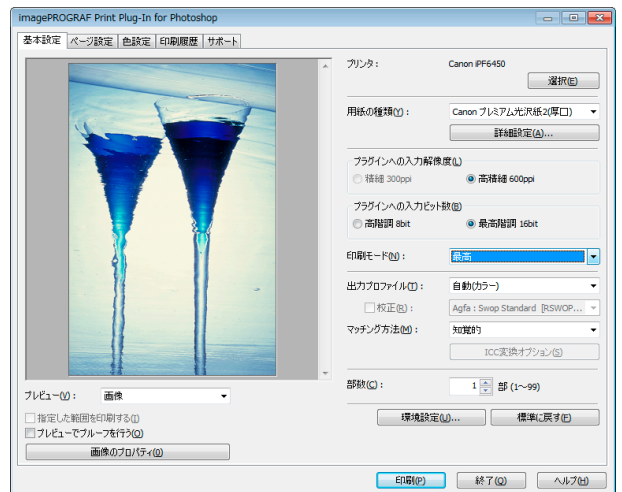 imagePROGRAF Print Plug-In for Photoshop
基本設定 ページ設定 色設定 印刷履歴 サポート
プリンタ： Canon iPF6450
選択(E)
用紙の種類(Y)： Canon プレミアム光沢紙2(厚口)
詳細設定(A)...
プラグインへの入力解像度(L)
精細 300ppi 高精細 600ppi
プラグインへの入力ビット数(B)
高階調 8bit 最高階調 16bit
印刷モード(N)： 最高
出力プロファイル(T)： 自動(カラー)
校正(R)： Agfa : Swop Standard [RSWOP...
マッチング方法(M)： 知覚的
ICC変換オプション(S)
部数(C)： 1 部 (1～99)
環境設定(U)... 標準に戻す(F)
プレビュー(V)： 画像
指定した範囲を印刷する(I)
プレビューでプルーフを行う(O)
画像のプロパティ(0)
印刷(P) 終了(Q) ヘルプ(H)